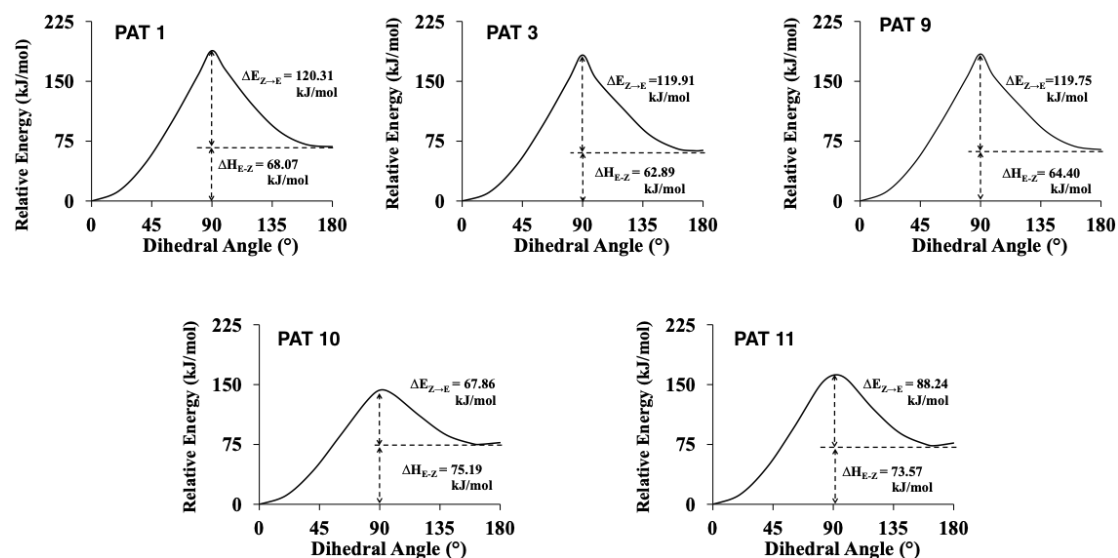 PAT 1
Relative Energy (kJ/mol)
225
150
75
0
ΔE_Z→E = 120.31
kJ/mol
ΔH_E-Z = 68.07
kJ/mol
0 45 90 135 180
Dihedral Angle (°)
PAT 3
Relative Energy (kJ/mol)
225
150
75
0
ΔE_Z→E =119.91
kJ/mol
ΔH_E-Z = 62.89
kJ/mol
0 45 90 135 180
Dihedral Angle (°)
PAT 9
Relative Energy (kJ/mol)
225
150
75
0
ΔE_Z→E =119.75
kJ/mol
ΔH_E-Z = 64.40
kJ/mol
0 45 90 135 180
Dihedral Angle (°)
PAT 10
Relative Energy (kJ/mol)
225
150
75
0
ΔE_Z→E = 67.86
kJ/mol
ΔH_E-Z = 75.19
kJ/mol
0 45 90 135 180
Dihedral Angle (°)
PAT 11
Relative Energy (kJ/mol)
225
150
75
0
ΔE_Z→E = 88.24
kJ/mol
ΔH_E-Z = 73.57
kJ/mol
0 45 90 135 180
Dihedral Angle (°)